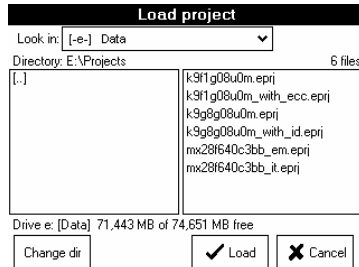 Load project
Look in: [-e-] Data
Directory: E:\Projects 6 files
[..]
k9f1g08u0m.eprj
k9f1g08u0m_with_ecc.eprj
k9g8g08u0m.eprj
k9g8g08u0m_with_id.eprj
mx28f640c3bb_em.eprj
mx28f640c3bb_it.eprj
Drive e: [Data] 71,443 MB of 74,651 MB free
Change dir Load Cancel